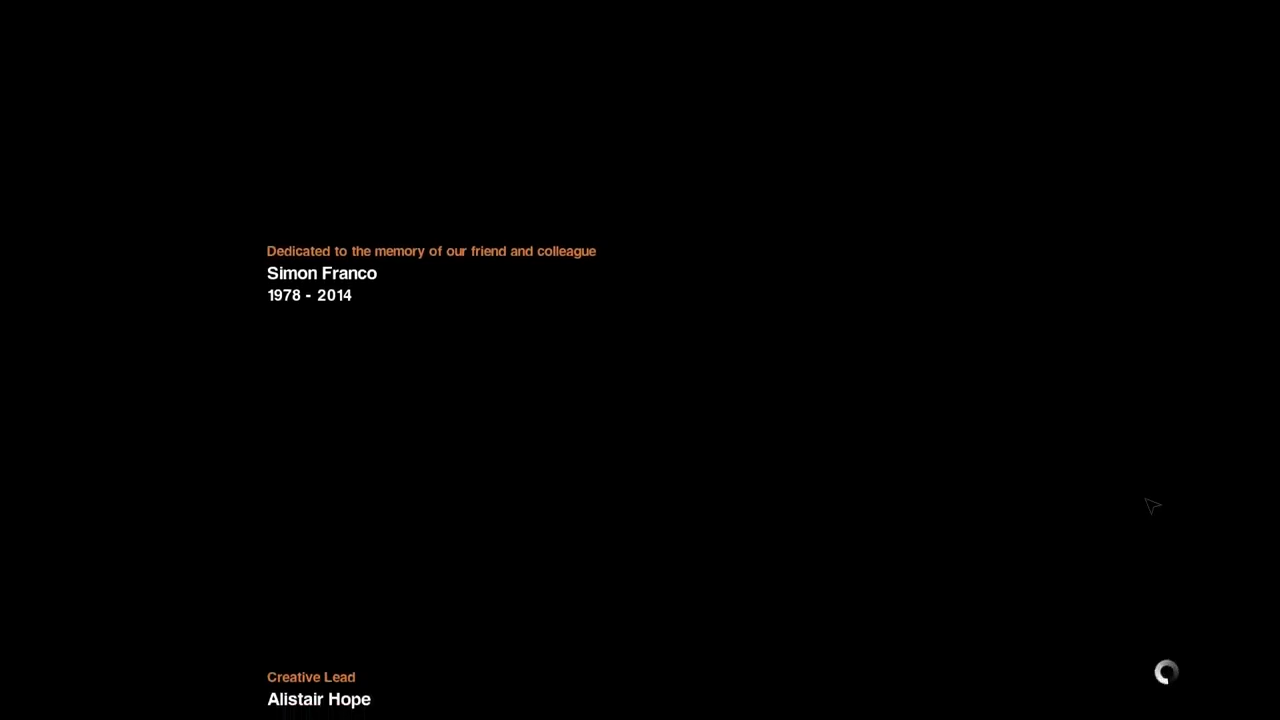 Dedicated to the memory of our friend and colleague
Simon Franco
1978 - 2014
Creative Lead
Alistair Hope